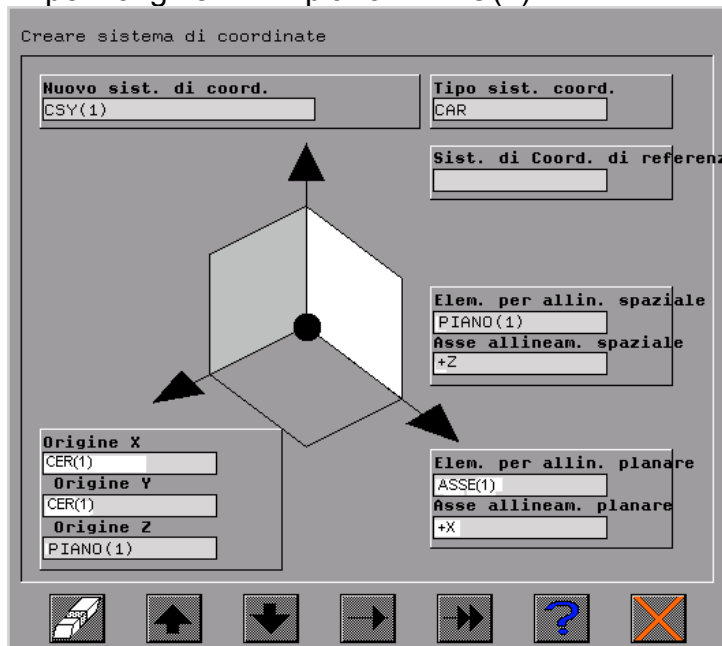 Creare sistema di coordinate
Nuovo sist. di coord.
CSY(1)
Tipo sist. coord.
CAR
Sist. di Coord. di referenz
Elem. per allin. spaziale
PIANO(1)
Asse allineam. spaziale
+Z
Origine X
CER(1)
Origine Y
CER(1)
Origine Z
PIANO(1)
Elem. per allin. planare
ASSE(1)
Asse allineam. planare
+X
?